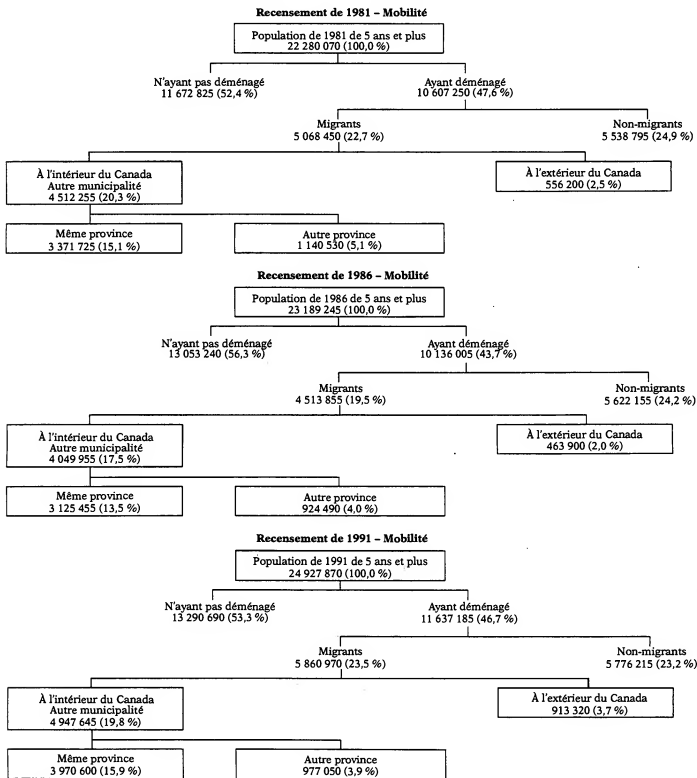 Recensement de 1981 – Mobilité
Population de 1981 de 5 ans et plus
22 280 070 (100,0 %)
N'ayant pas déménagé
11 672 825 (52,4 %)
Ayant déménagé
10 607 250 (47,6 %)
Migrants
5 068 450 (22,7 %)
Non-migrants
5 538 795 (24,9 %)
À l'intérieur du Canada
Autre municipalité
4 512 255 (20,3 %)
À l'extérieur du Canada
556 200 (2,5 %)
Même province
3 371 725 (15,1 %)
Autre province
1 140 530 (5,1 %)
Recensement de 1986 – Mobilité
Population de 1986 de 5 ans et plus
23 189 245 (100,0 %)
N'ayant pas déménagé
13 053 240 (56,3 %)
Ayant déménagé
10 136 005 (43,7 %)
Migrants
4 513 855 (19,5 %)
Non-migrants
5 622 155 (24,2 %)
À l'intérieur du Canada
Autre municipalité
4 049 955 (17,5 %)
À l'extérieur du Canada
463 900 (2,0 %)
Même province
3 125 455 (13,5 %)
Autre province
924 490 (4,0 %)
Recensement de 1991 – Mobilité
Population de 1991 de 5 ans et plus
24 927 870 (100,0 %)
N'ayant pas déménagé
13 290 690 (53,3 %)
Ayant déménagé
11 637 185 (46,7 %)
Migrants
5 860 970 (23,5 %)
Non-migrants
5 776 215 (23,2 %)
À l'intérieur du Canada
Autre municipalité
4 947 645 (19,8 %)
À l'extérieur du Canada
913 320 (3,7 %)
Même province
3 970 600 (15,9 %)
Autre province
977 050 (3,9 %)